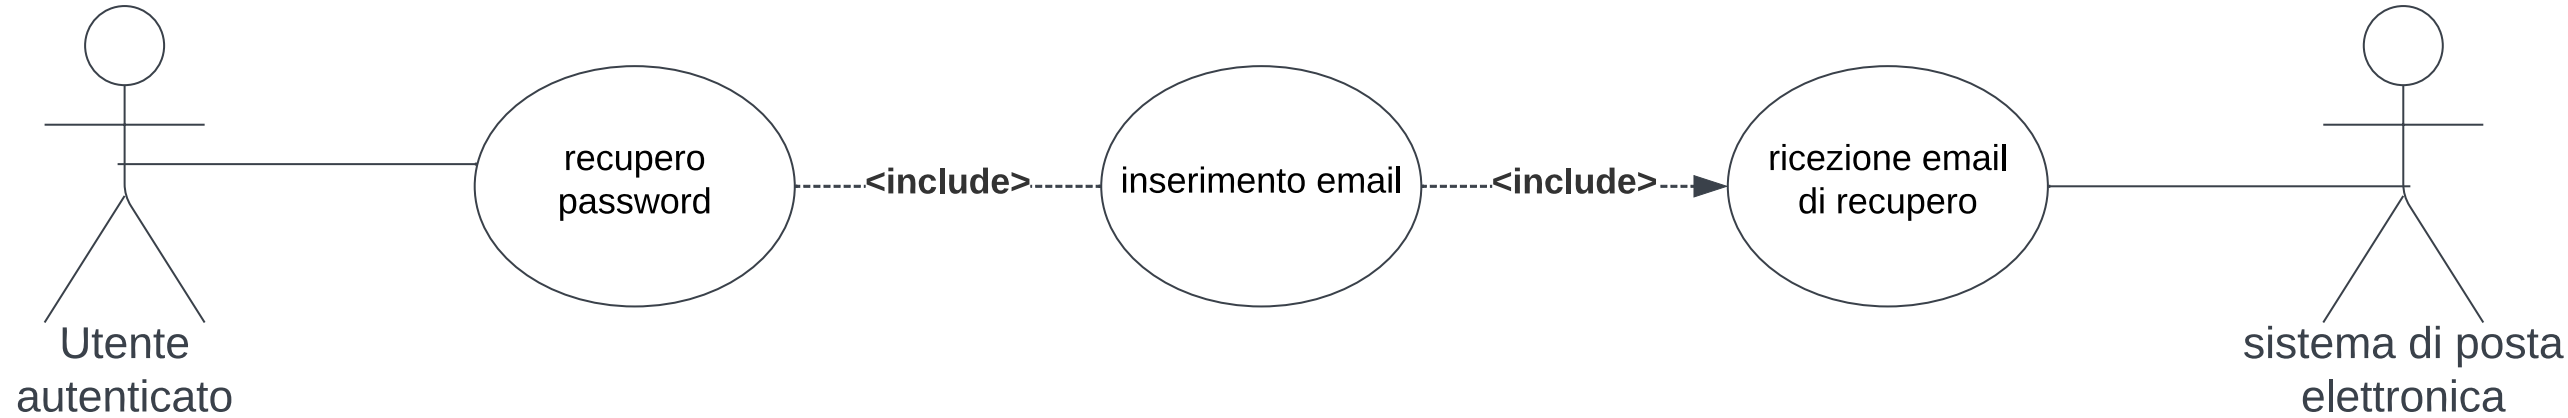 recupero
password
<include>
inserimento email
<include>
ricezione email
di recupero
Utente
autenticato
sistema di posta
elettronica